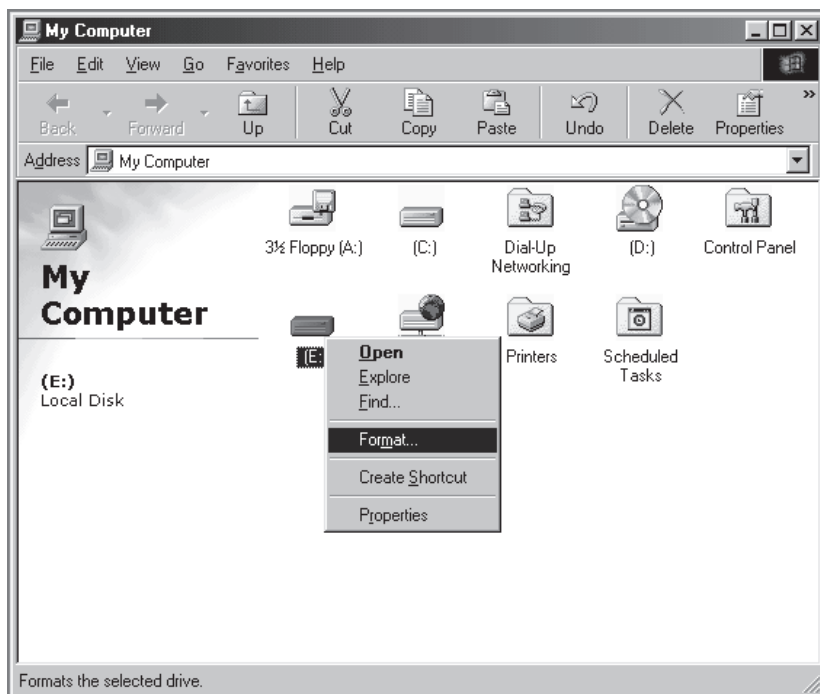 My Computer
File Edit View Go Favorites Help
Back Forward Up Cut Copy Paste Undo Delete Properties »
Address My Computer
3½ Floppy (A:) (C:) Dial-Up Networking (D:) Control Panel
My
Computer
(E:)
Local Disk
(E:
Printers
Scheduled
Tasks
Open
Explore
Find...
Format...
Create Shortcut
Properties
Formats the selected drive.